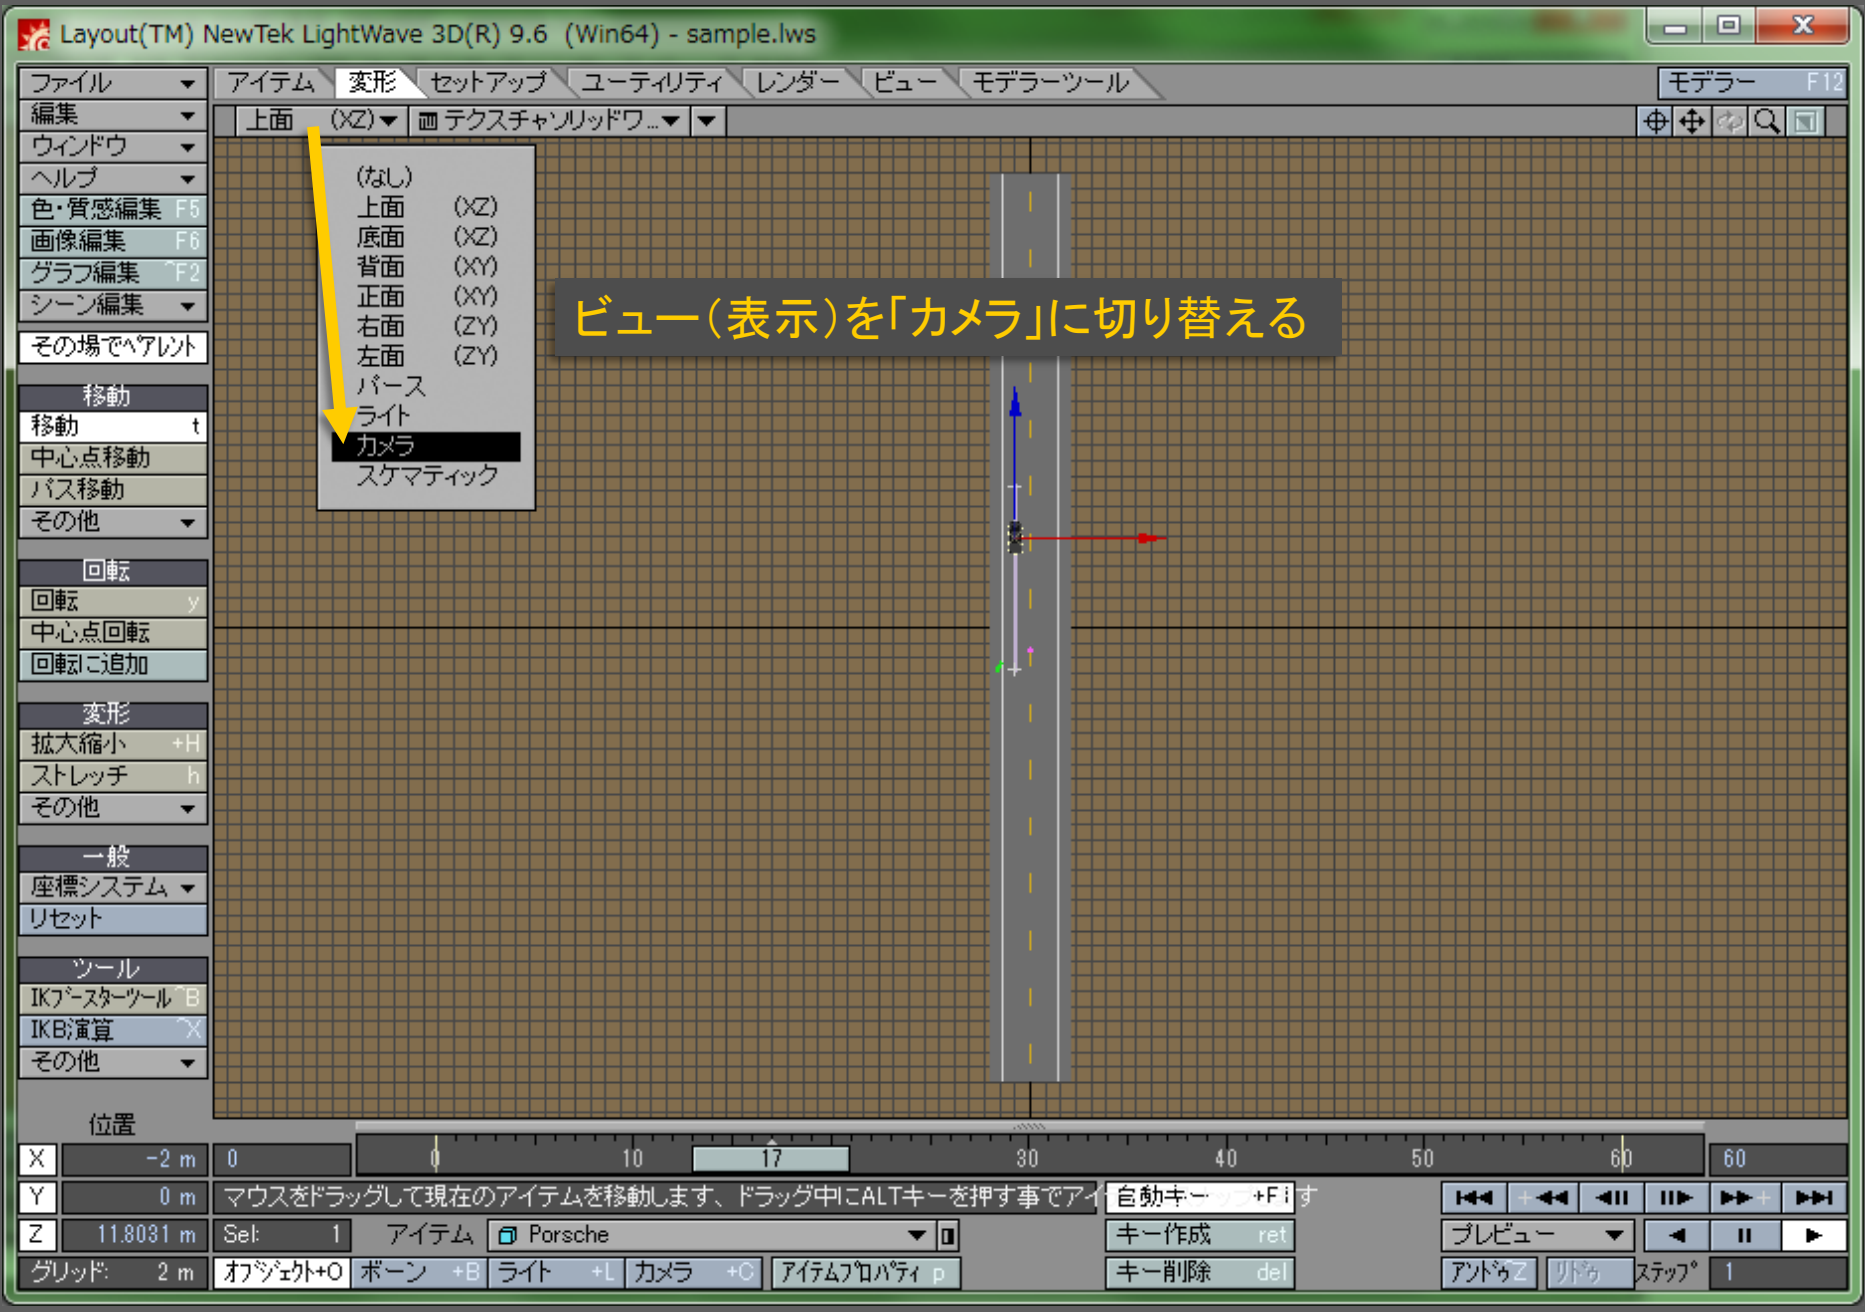 Layout(TM) NewTek LightWave 3D(R) 9.6 (Win64) - sample.lws
ファイル
アイテム 変形 セットアップ ユーティリティ レンダー ビュー モデラーツール
モデラー F12
編集
上面 (XZ) テクスチャソリッドワ...
ウィンドウ
ヘルプ
色・質感編集 F5
画像編集 F6
グラフ編集 ^F2
シーン編集
その場でペアレント
移動
移動 t
中心点移動
パス移動
その他
回転
回転 y
中心点回転
回転に追加
変形
拡大縮小 +H
ストレッチ h
その他
一般
座標システム
リセット
ツール
IKブースターツール ^B
IKB演算 ^X
その他
(なし)
上面 (XZ)
底面 (XZ)
背面 (XY)
正面 (XY)
右面 (ZY)
左面 (ZY)
パース
ライト
カメラ
スケマティック
ビュー(表示)を「カメラ」に切り替える
位置
X -2 m 0 0 10 17 30 40 50 60 60
Y 0 m マウスをドラッグして現在のアイテムを移動します、ドラッグ中にALTキーを押す事でアイ
自動キー +F1 す
Z 11.8031 m Sel: 1 アイテム Porsche キー作成 ret プレビュー
グリッド: 2 m オブジェクト+O ボーン +B ライト +L カメラ +C アイテムプロパティ p キー削除 del アンドゥ Z リドゥ ステップ 1